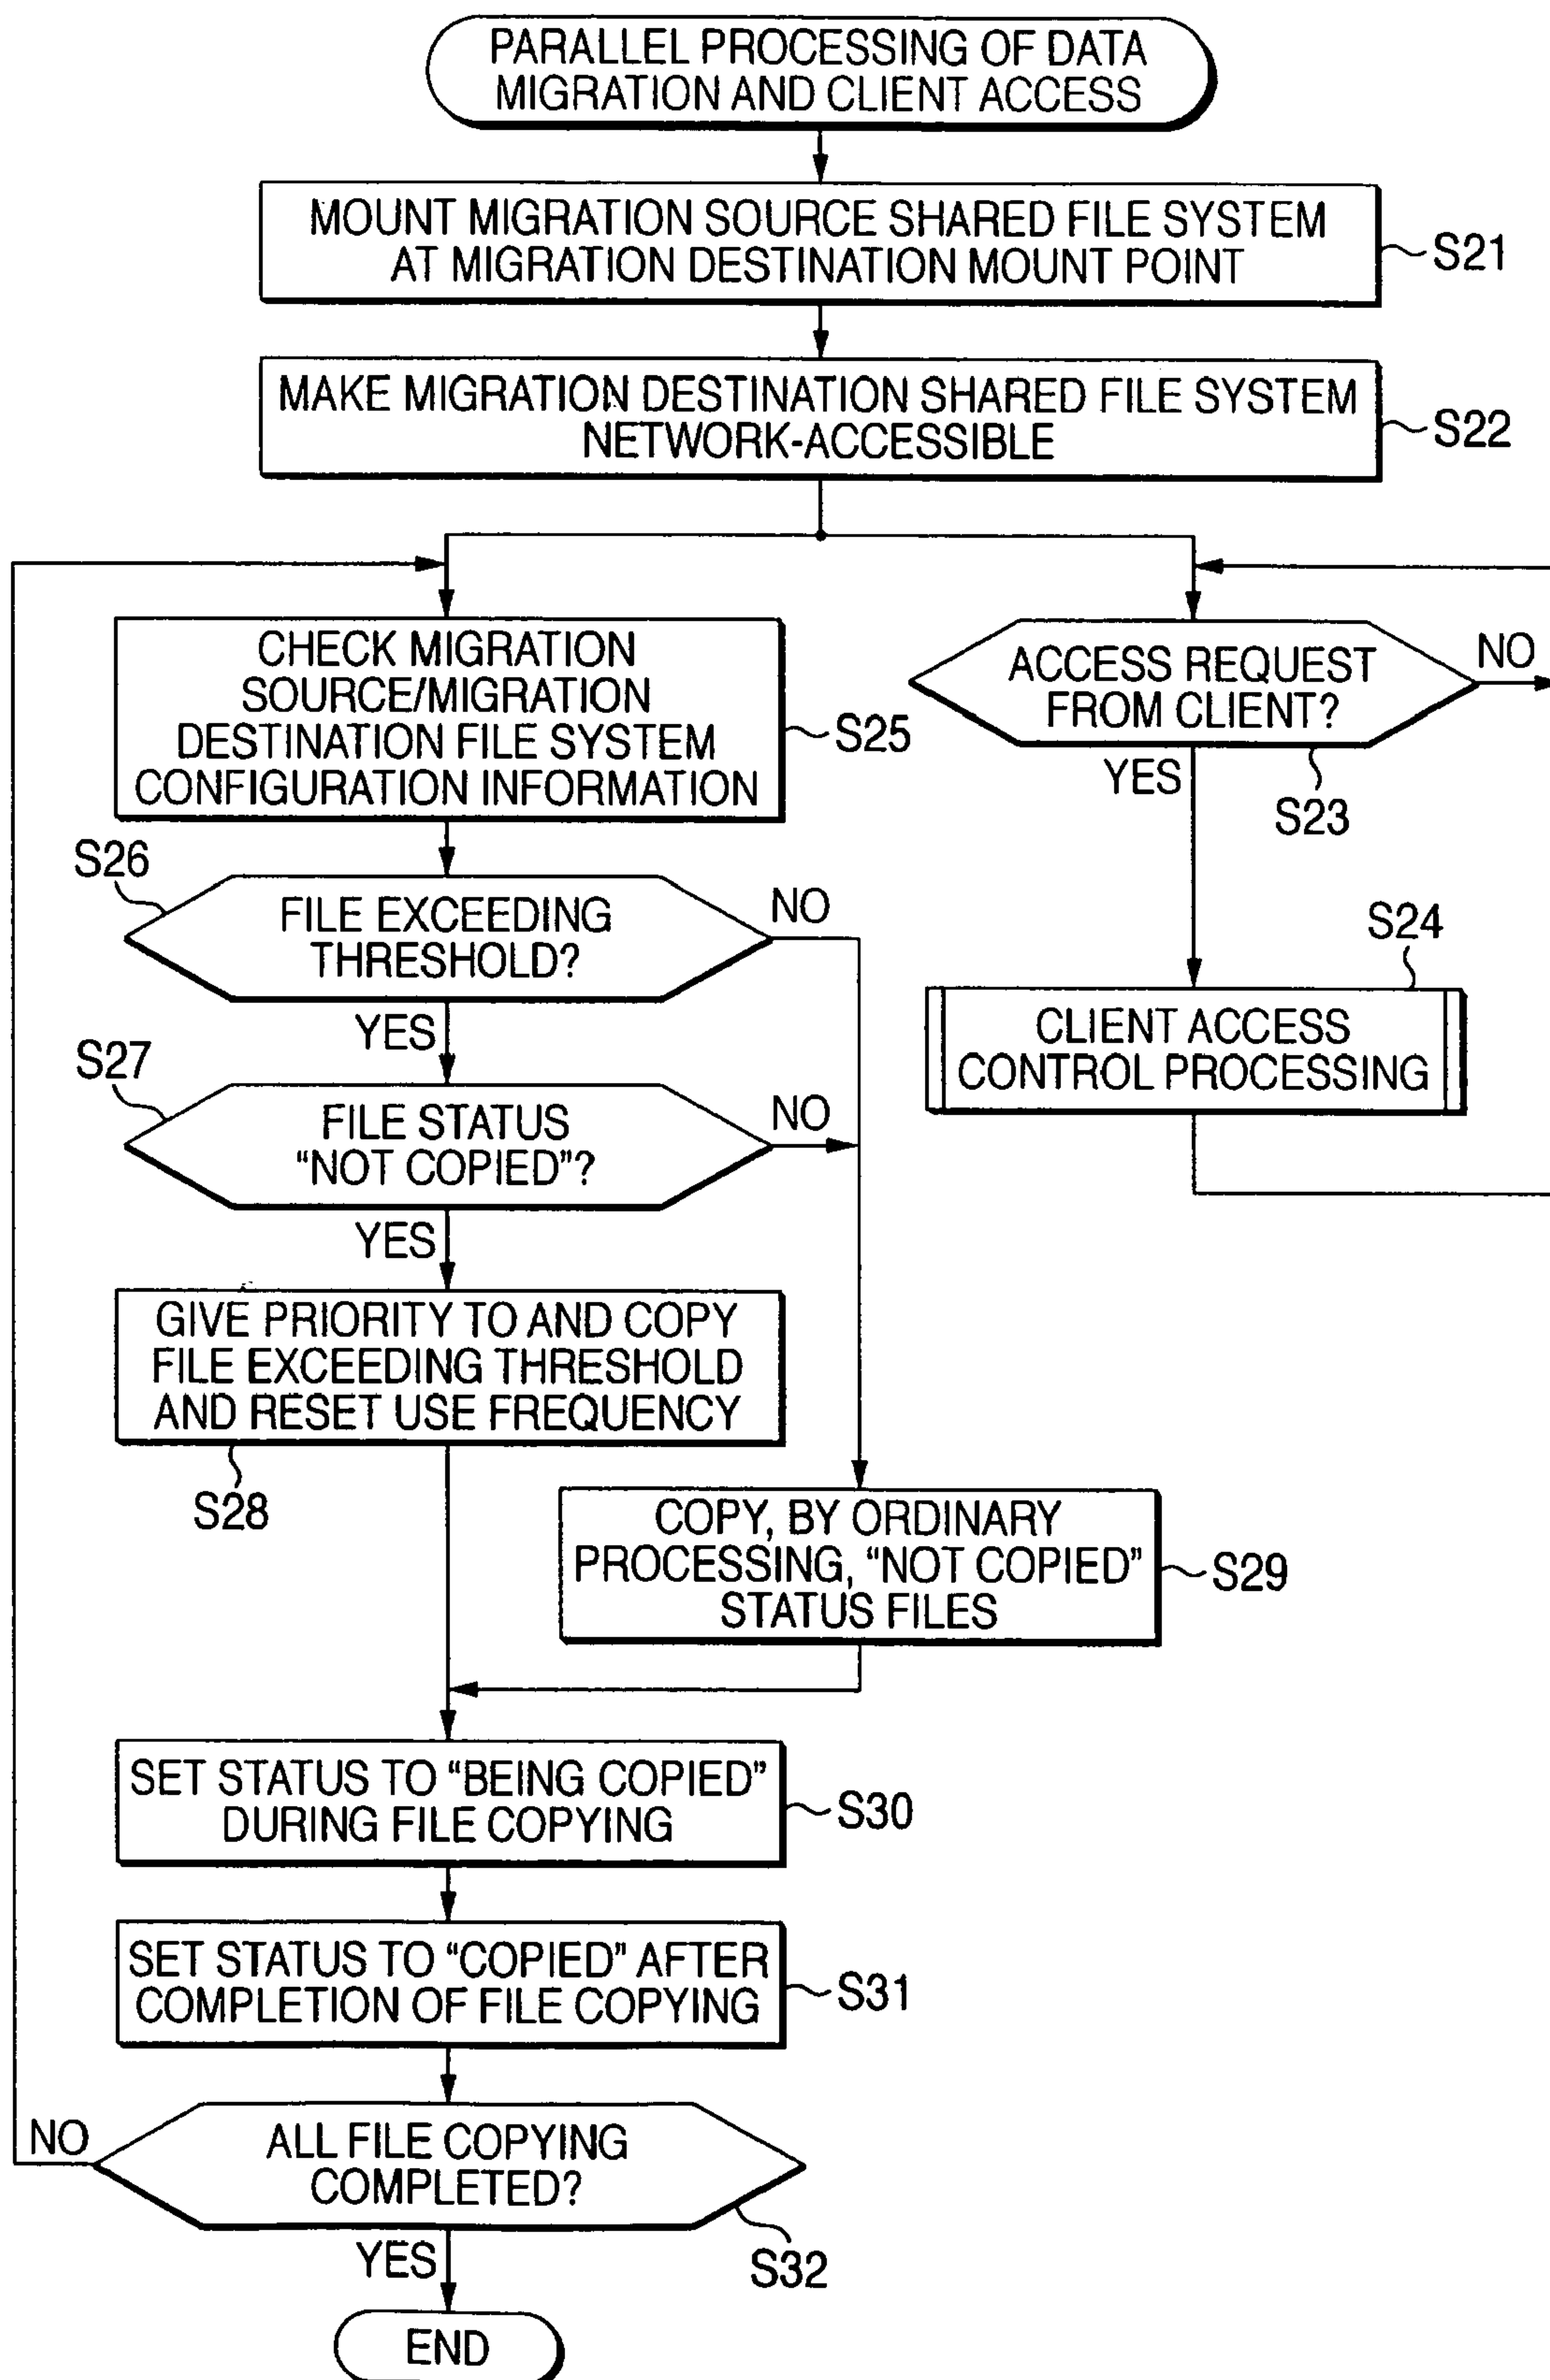 PARALLEL PROCESSING OF DATA
MIGRATION AND CLIENT ACCESS
MOUNT MIGRATION SOURCE SHARED FILE SYSTEM
AT MIGRATION DESTINATION MOUNT POINT
S21
MAKE MIGRATION DESTINATION SHARED FILE SYSTEM
NETWORK-ACCESSIBLE
S22
CHECK MIGRATION
SOURCE/MIGRATION
DESTINATION FILE SYSTEM
CONFIGURATION INFORMATION
S25
ACCESS REQUEST
FROM CLIENT?
NO
YES
S23
S26
FILE EXCEEDING
THRESHOLD?
NO
YES
S24
CLIENT ACCESS
CONTROL PROCESSING
S27
FILE STATUS
“NOT COPIED”?
NO
YES
GIVE PRIORITY TO AND COPY
FILE EXCEEDING THRESHOLD
AND RESET USE FREQUENCY
S28
COPY, BY ORDINARY
PROCESSING, “NOT COPIED”
STATUS FILES
S29
SET STATUS TO “BEING COPIED”
DURING FILE COPYING
S30
SET STATUS TO “COPIED” AFTER
COMPLETION OF FILE COPYING
S31
NO
ALL FILE COPYING
COMPLETED?
S32
YES
END